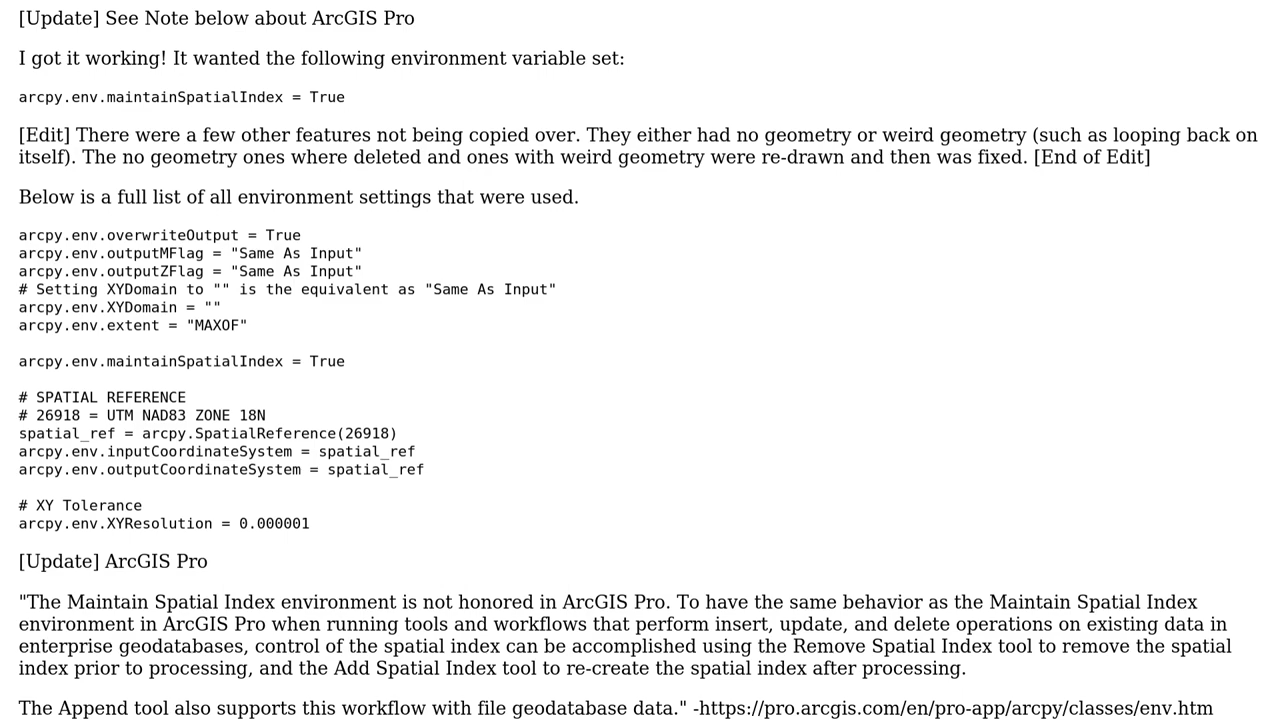 [Update] See Note below about ArcGIS Pro
I got it working! It wanted the following environment variable set:
arcpy.env.maintainSpatialIndex = True
[Edit] There were a few other features not being copied over. They either had no geometry or weird geometry (such as looping back on
itself). The no geometry ones where deleted and ones with weird geometry were re-drawn and then was fixed. [End of Edit]
Below is a full list of all environment settings that were used.
arcpy.env.overwriteOutput = True
arcpy.env.outputMFlag = "Same As Input"
arcpy.env.outputZFlag = "Same As Input"
# Setting XYDomain to "" is the equivalent as "Same As Input"
arcpy.env.XYDomain = ""
arcpy.env.extent = "MAXOF"
arcpy.env.maintainSpatialIndex = True
# SPATIAL REFERENCE
# 26918 = UTM NAD83 ZONE 18N
spatial_ref = arcpy.SpatialReference(26918)
arcpy.env.inputCoordinateSystem = spatial_ref
arcpy.env.outputCoordinateSystem = spatial_ref
# XY Tolerance
arcpy.env.XYResolution = 0.000001
[Update] ArcGIS Pro
"The Maintain Spatial Index environment is not honored in ArcGIS Pro. To have the same behavior as the Maintain Spatial Index
environment in ArcGIS Pro when running tools and workflows that perform insert, update, and delete operations on existing data in
enterprise geodatabases, control of the spatial index can be accomplished using the Remove Spatial Index tool to remove the spatial
index prior to processing, and the Add Spatial Index tool to re-create the spatial index after processing.
The Append tool also supports this workflow with file geodatabase data." -https://pro.arcgis.com/en/pro-app/arcpy/classes/env.htm